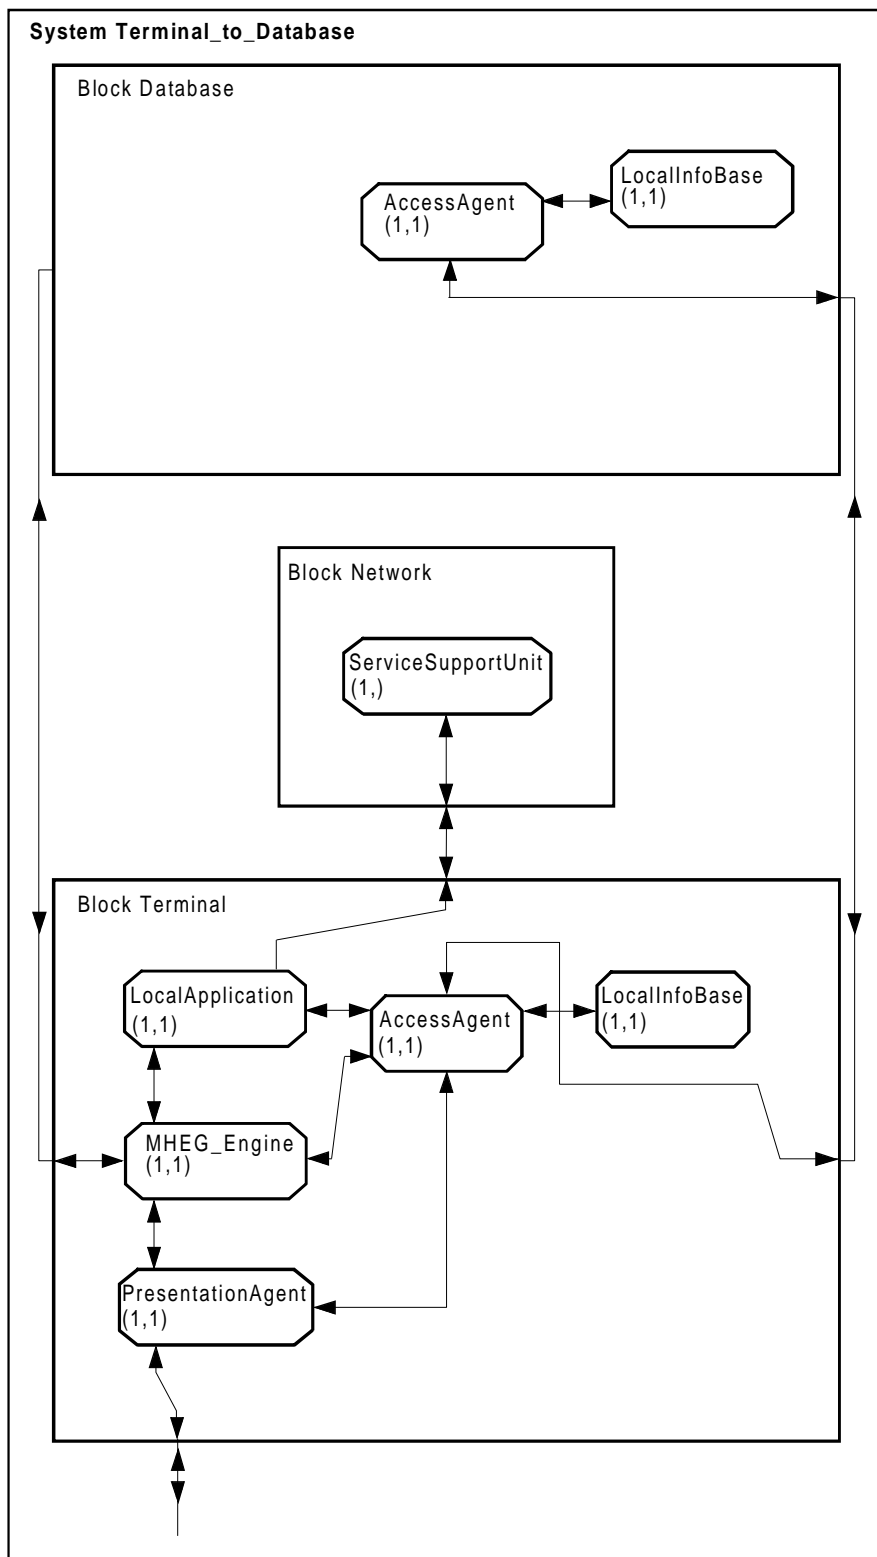 System Terminal_to_Database
Block Database
LocalInfoBase
(1,1)
AccessAgent
(1,1)
Block Network
ServiceSupportUnit
(1,)
Block Terminal
LocalApplication
(1,1)
AccessAgent
(1,1)
LocalInfoBase
(1,1)
MHEG_Engine
(1,1)
PresentationAgent
(1,1)